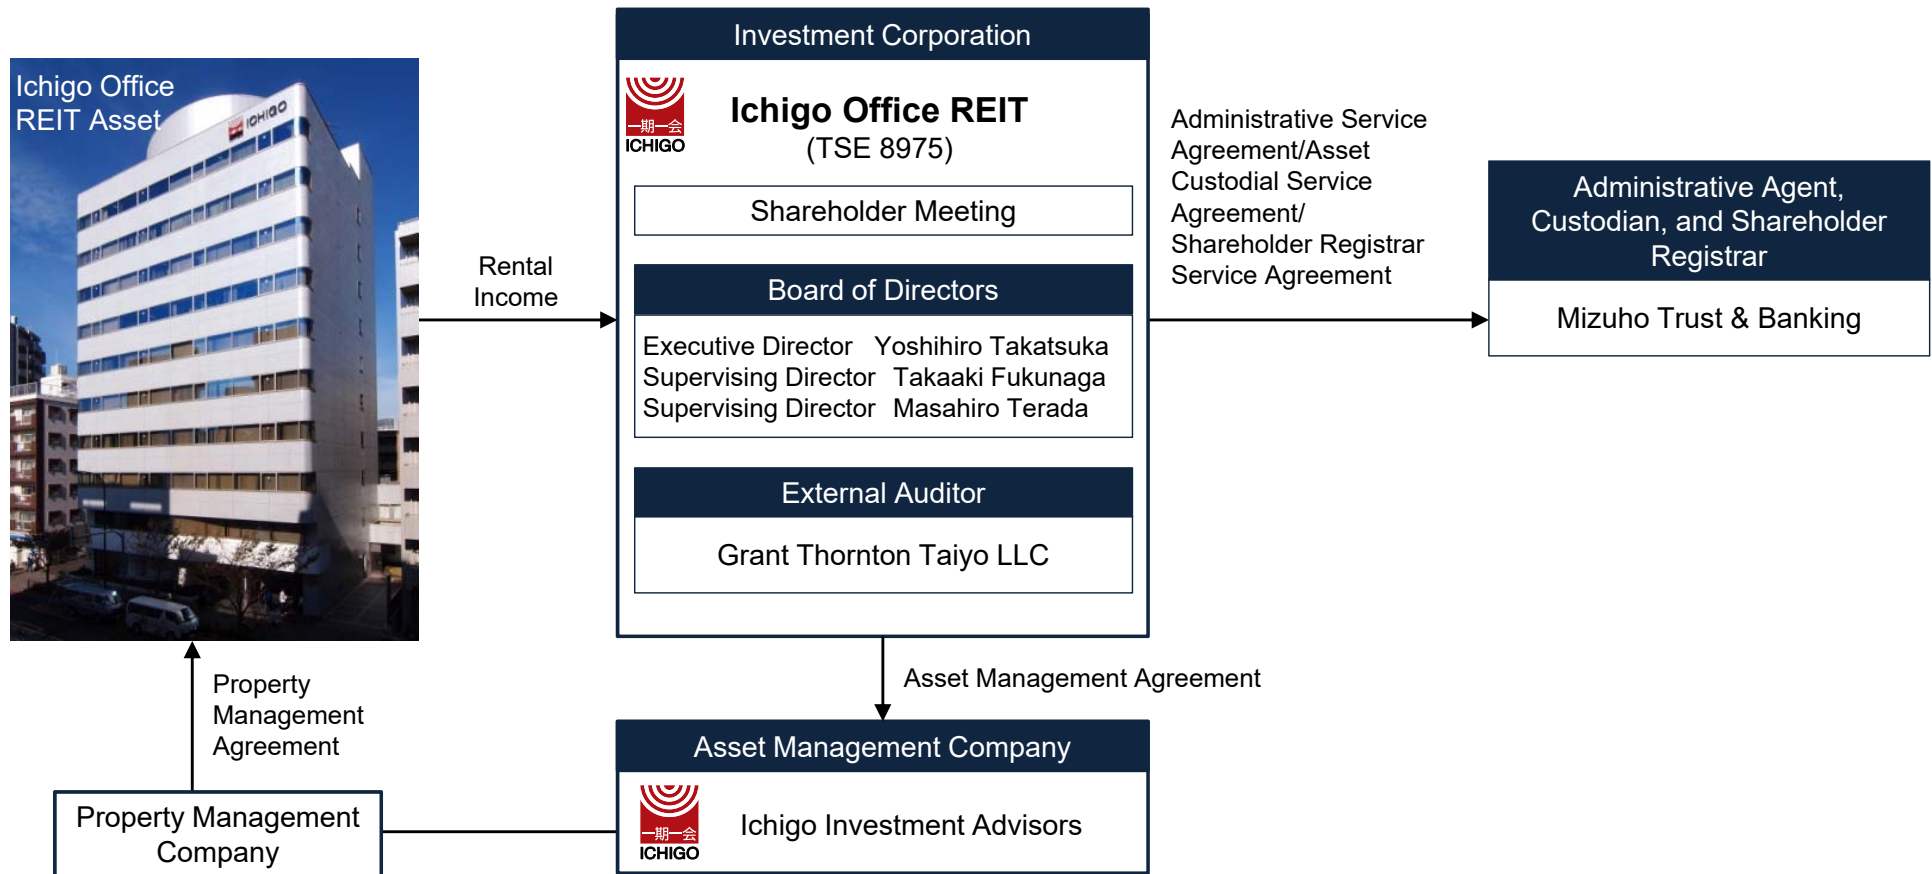 Investment Corporation
Ichigo Office
REIT Asset
ICHIGO
一期一会
ICHIGO
Ichigo Office REIT
(TSE 8975)
Shareholder Meeting
Board of Directors
Executive Director Yoshihiro Takatsuka
Supervising Director Takaaki Fukunaga
Supervising Director Masahiro Terada
External Auditor
Grant Thornton Taiyo LLC
Rental
Income
Administrative Service
Agreement/Asset
Custodial Service
Agreement/
Shareholder Registrar
Service Agreement
Administrative Agent,
Custodian, and Shareholder
Registrar
Mizuho Trust & Banking
Property
Management
Agreement
Asset Management Agreement
Property Management
Company
Asset Management Company
一期一会
ICHIGO
Ichigo Investment Advisors